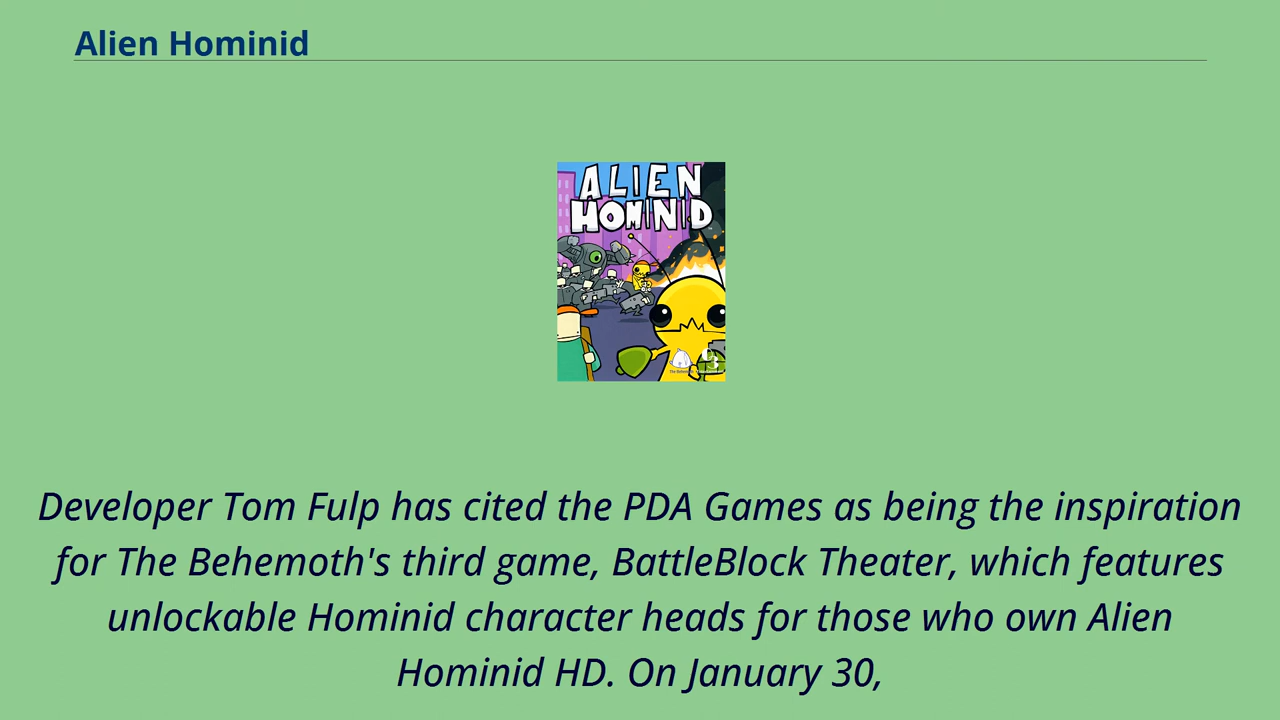 Alien Hominid
ALIEN
HOMINID
Developer Tom Fulp has cited the PDA Games as being the inspiration
for The Behemoth's third game, BattleBlock Theater, which features
unlockable Hominid character heads for those who own Alien
Hominid HD. On January 30,